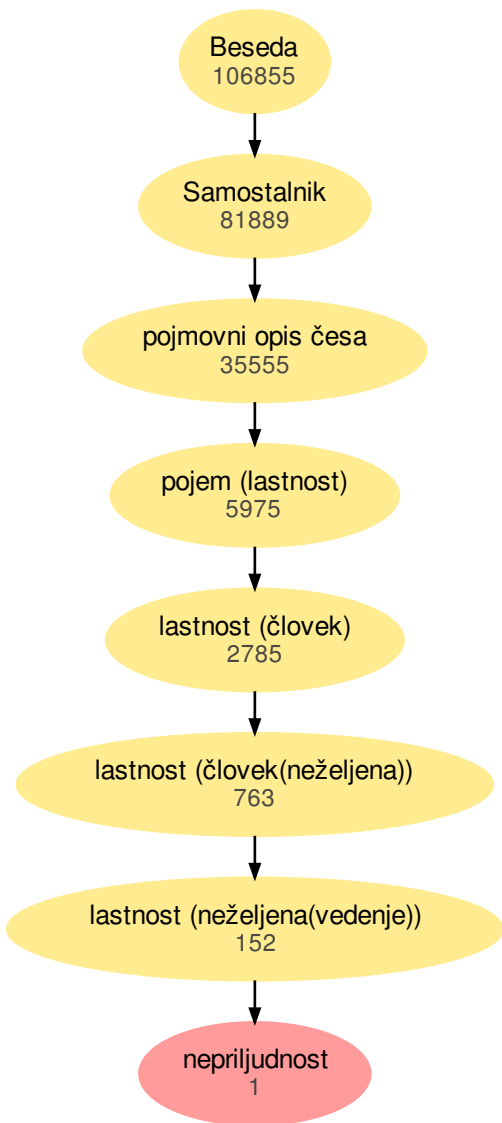 Beseda
106855
Samostalnik
81889
pojmovni opis česa
35555
pojem (lastnost)
5975
lastnost (človek)
2785
lastnost (človek(neželjena))
763
lastnost (neželjena(vedenje))
152
nepriljudnost
1